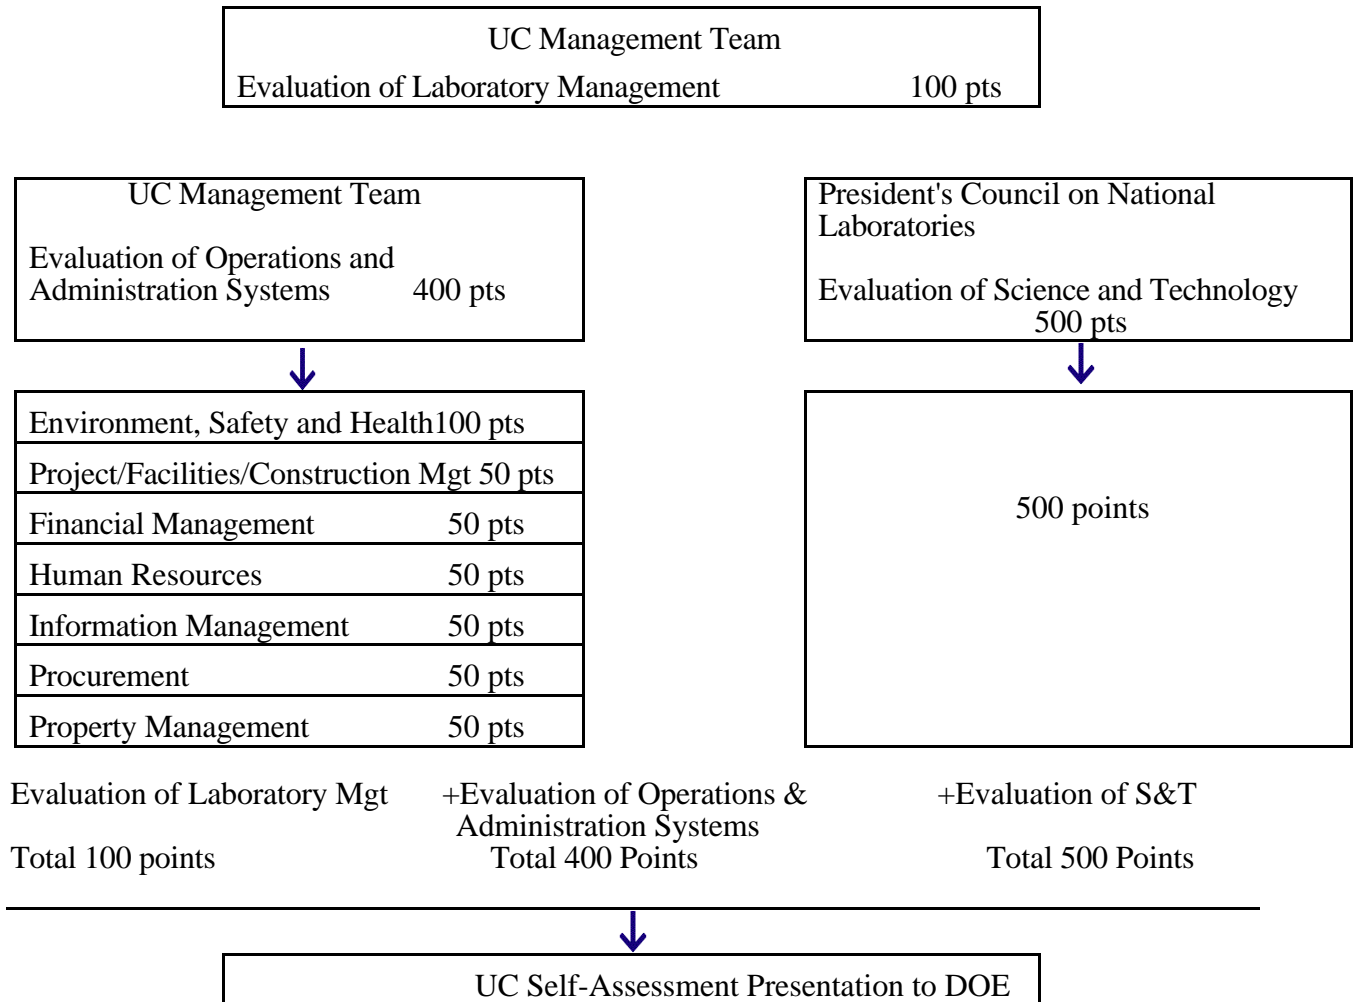 UC Management Team
Evaluation of Laboratory Management 100 pts
UC Management Team
Evaluation of Operations and
Administration Systems 400 pts
President's Council on National
Laboratories
Evaluation of Science and Technology
500 pts
Environment, Safety and Health100 pts
Project/Facilities/Construction Mgt 50 pts
Financial Management 50 pts
Human Resources 50 pts
Information Management 50 pts
Procurement 50 pts
Property Management 50 pts
500 points
Evaluation of Laboratory Mgt +Evaluation of Operations & +Evaluation of S&T
Administration Systems
Total 100 points Total 400 Points Total 500 Points
UC Self-Assessment Presentation to DOE